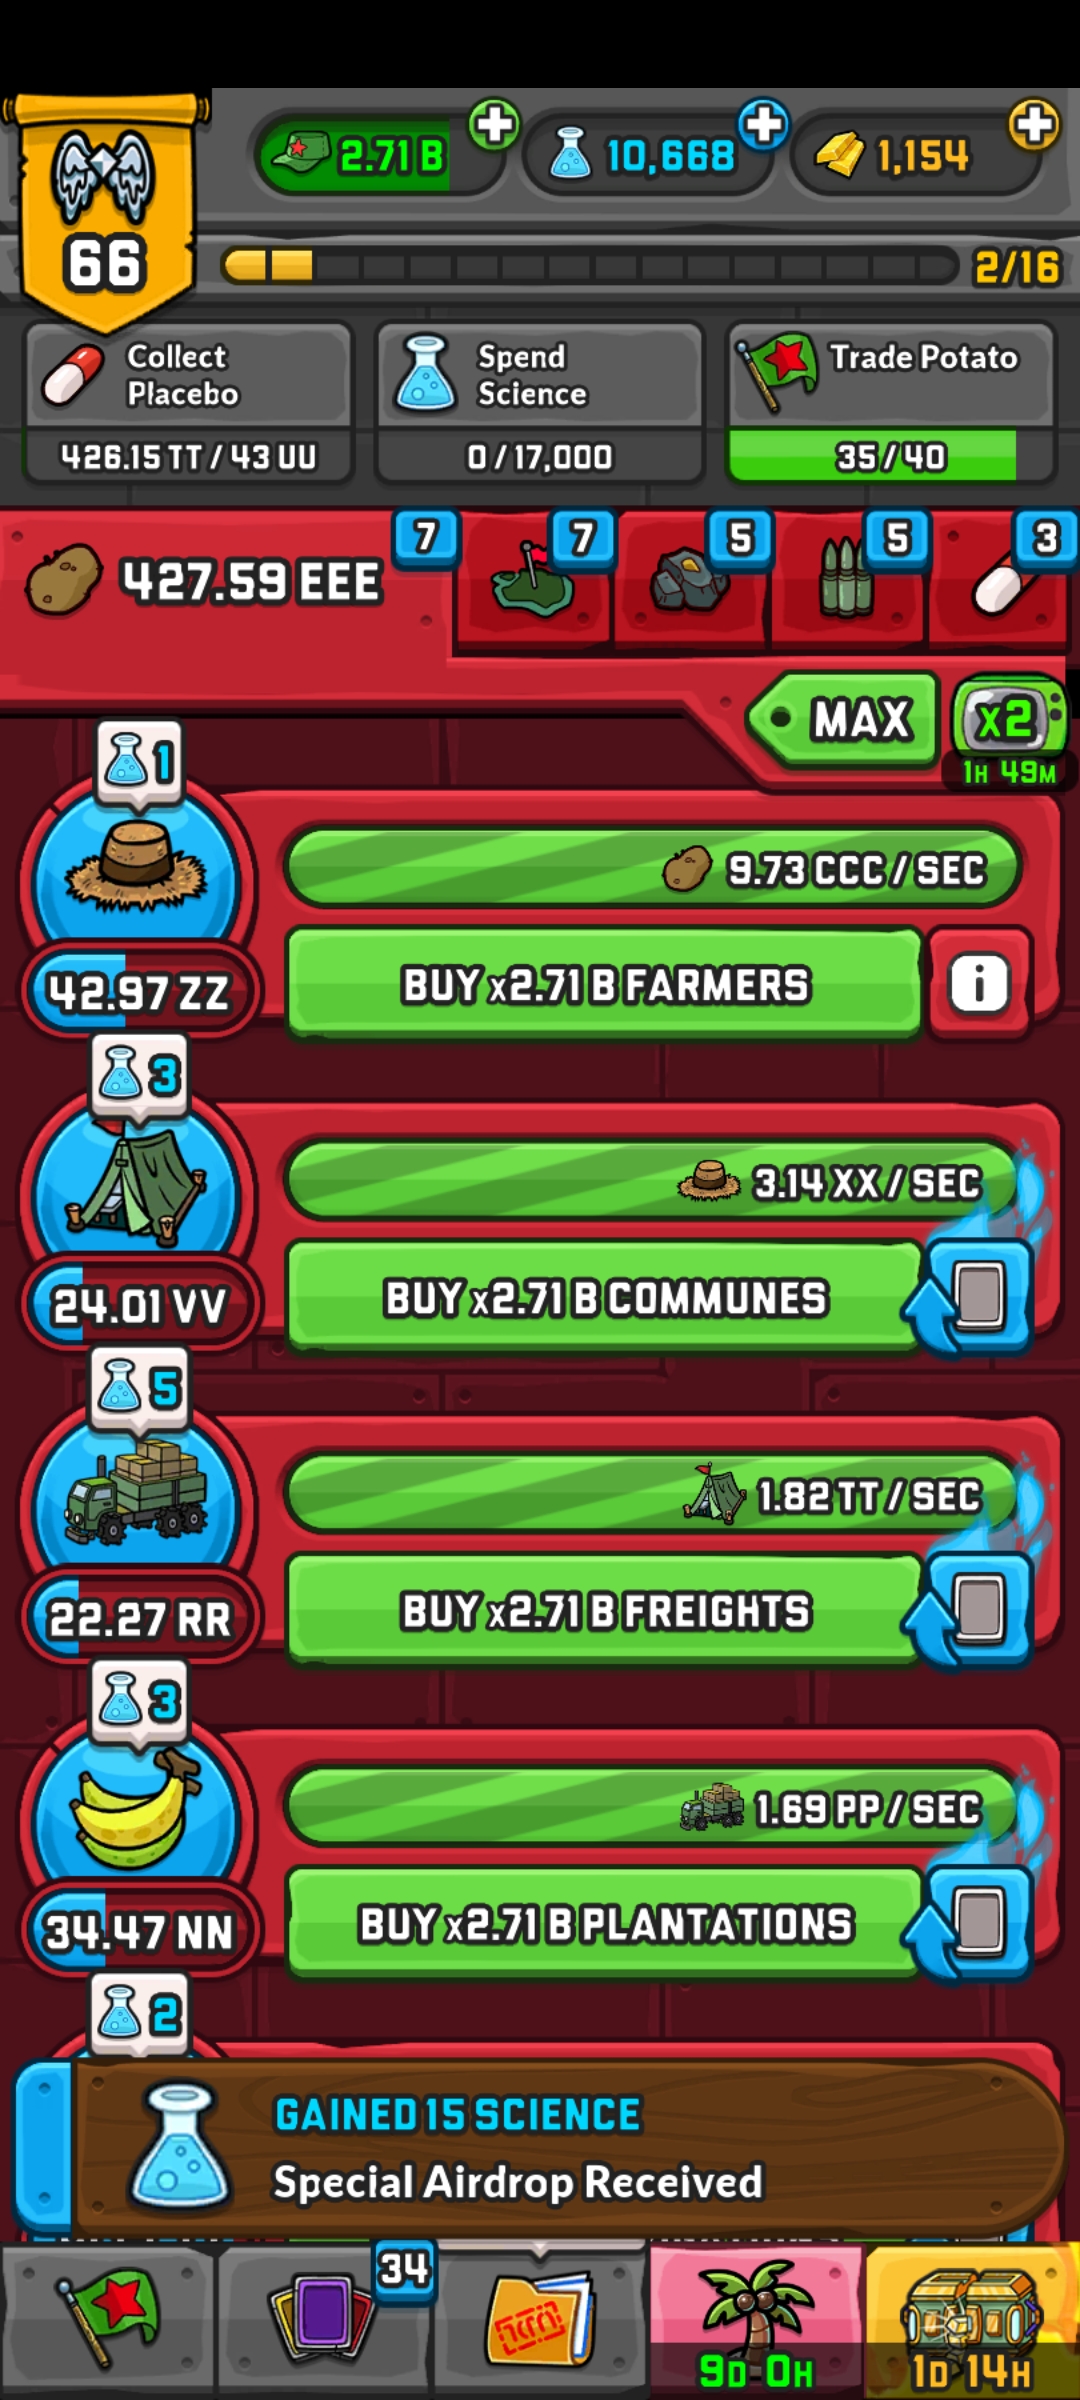 2.71 B
10,668
1,154
66
2/16
Collect
Placebo
426.15 TT / 43 UU
Spend
Science
0 / 17,000
Trade Potato
35 / 40
427.59 EEE
7
7
5
5
3
MAX
x2
1H 49M
1
9.73 CCC / SEC
42.97 ZZ
BUY x2.71 B FARMERS
i
3
3.14 XX / SEC
24.01 VV
BUY x2.71 B COMMUNES
5
1.82 TT / SEC
22.27 RR
BUY x2.71 B FREIGHTS
3
1.69 PP / SEC
34.47 NN
BUY x2.71 B PLANTATIONS
2
GAINED 15 SCIENCE
Special Airdrop Received
34
9D 0H
1D 14H